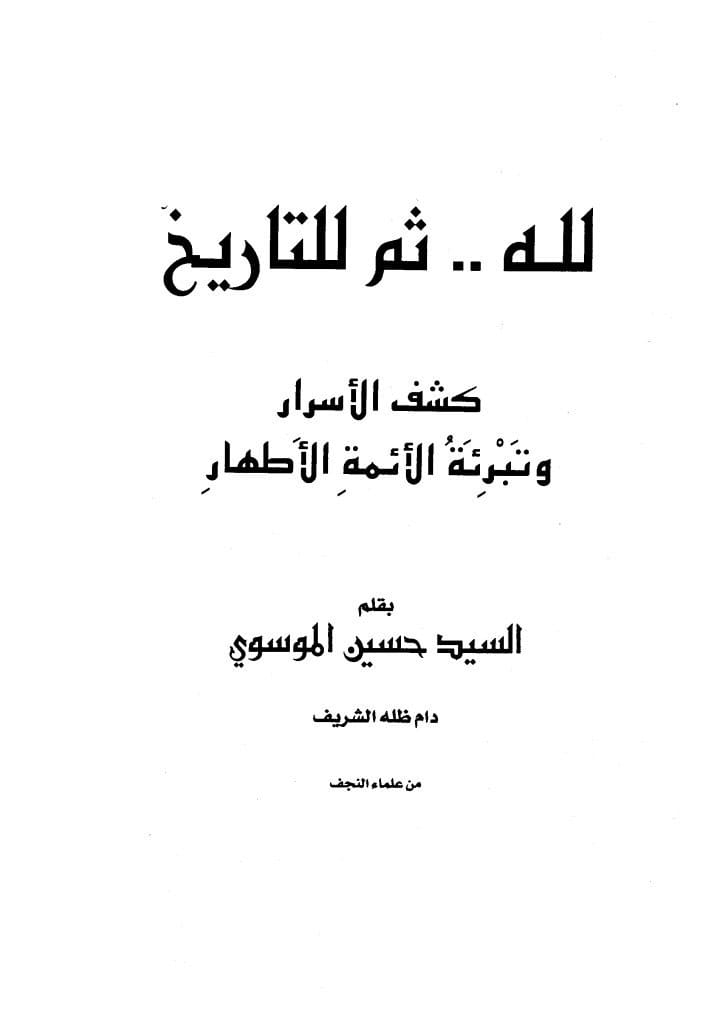 لله .. ثم للتاريخ
كشف الأسرار
وتَبْرِئَةُ الأئمةِ الأَطهارِ
بقلم
السيد حسين الموسوي
دام ظله الشريف
من علماء النجف